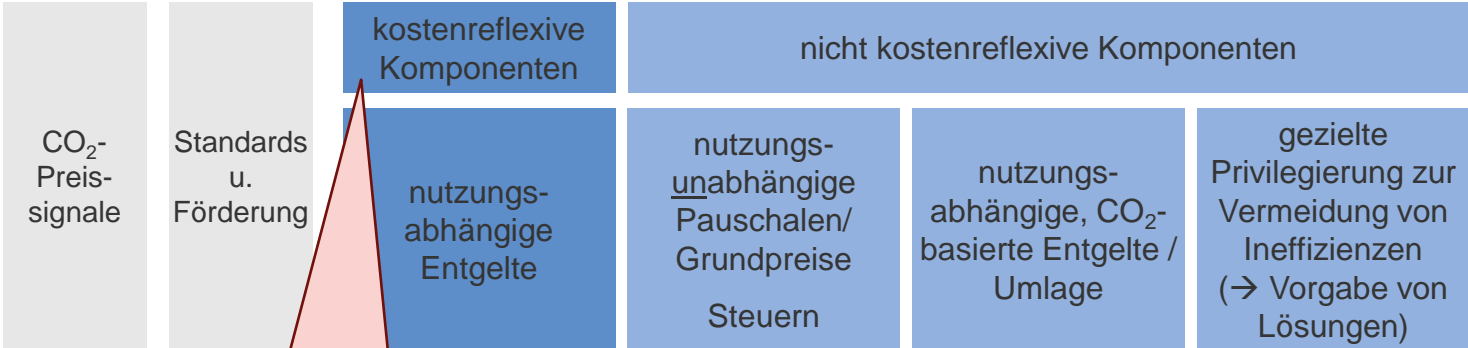 CO₂-
Preis-
signale
Standards
u.
Förderung
kostenreflexive
Komponenten
nicht kostenreflexive Komponenten
nutzungs-
abhängige
Entgelte
nutzungs-
unabhängige
Pauschalen/
Grundpreise
Steuern
nutzungs-
abhängige, CO₂-
basierte Entgelte /
Umlage
gezielte
Privilegierung zur
Vermeidung von
Ineffizienzen
(→ Vorgabe von
Lösungen)